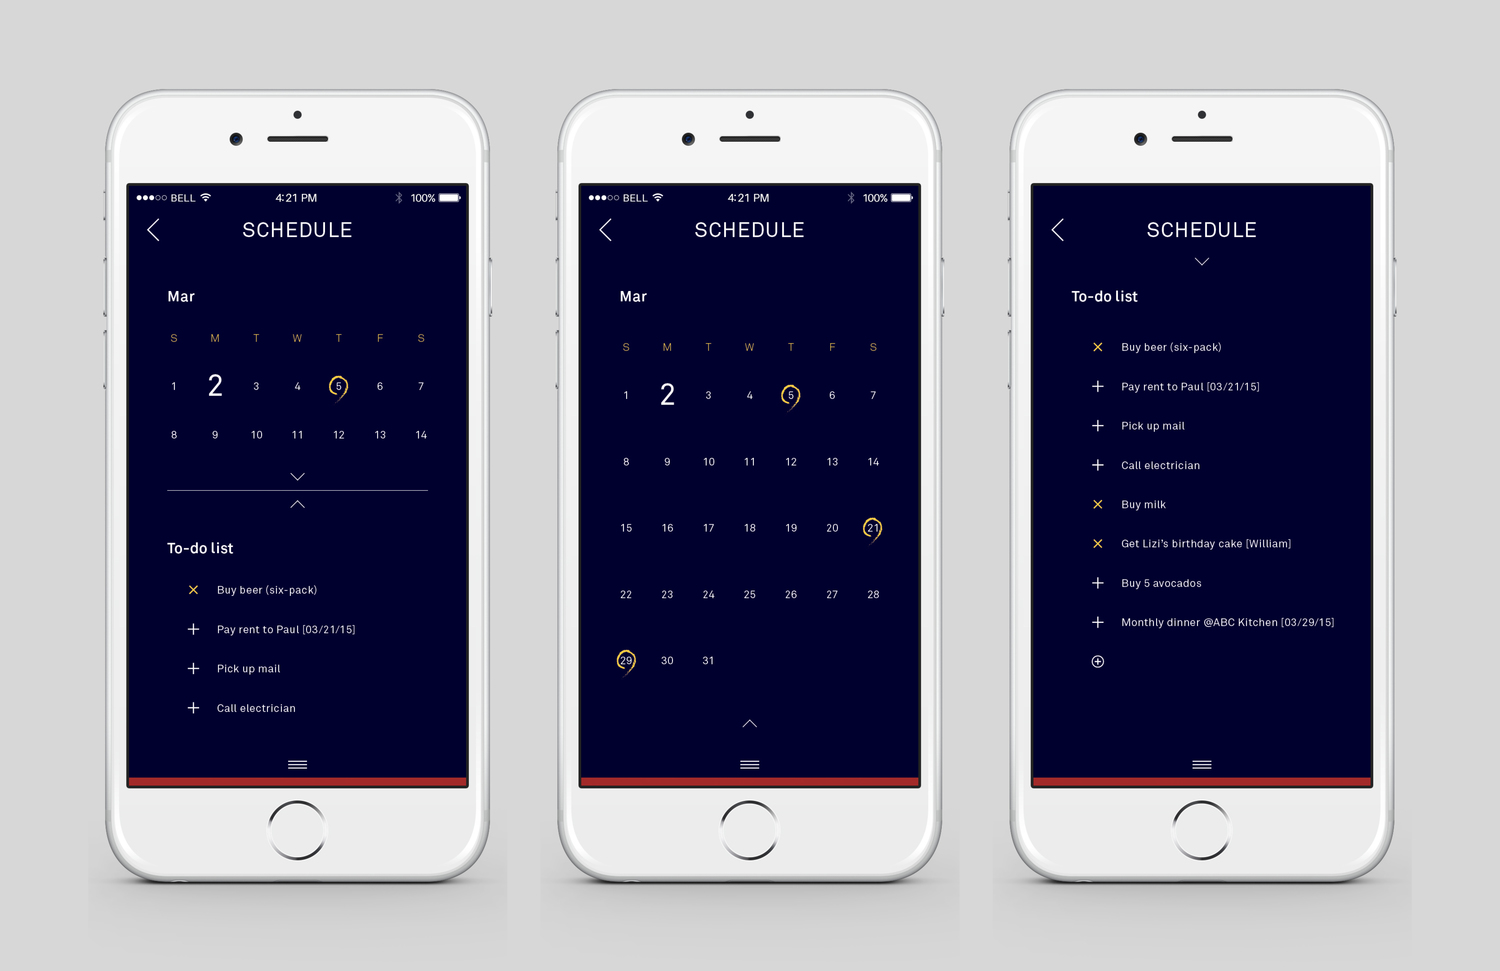 BELL 4:21 PM 100%
SCHEDULE
Mar
S M T W T F S
1 2 3 4 5 6 7
8 9 10 11 12 13 14
To-do list
Buy beer (six-pack)
Pay rent to Paul [03/21/15]
Pick up mail
Call electrician
BELL 4:21 PM 100%
SCHEDULE
Mar
S M T W T F S
1 2 3 4 5 6 7
8 9 10 11 12 13 14
15 16 17 18 19 20 21
22 23 24 25 26 27 28
29 30 31
SCHEDULE
To-do list
Buy beer (six-pack)
Pay rent to Paul [03/21/15]
Pick up mail
Call electrician
Buy milk
Get Lizi's birthday cake [William]
Buy 5 avocados
Monthly dinner @ABC Kitchen [03/29/15]